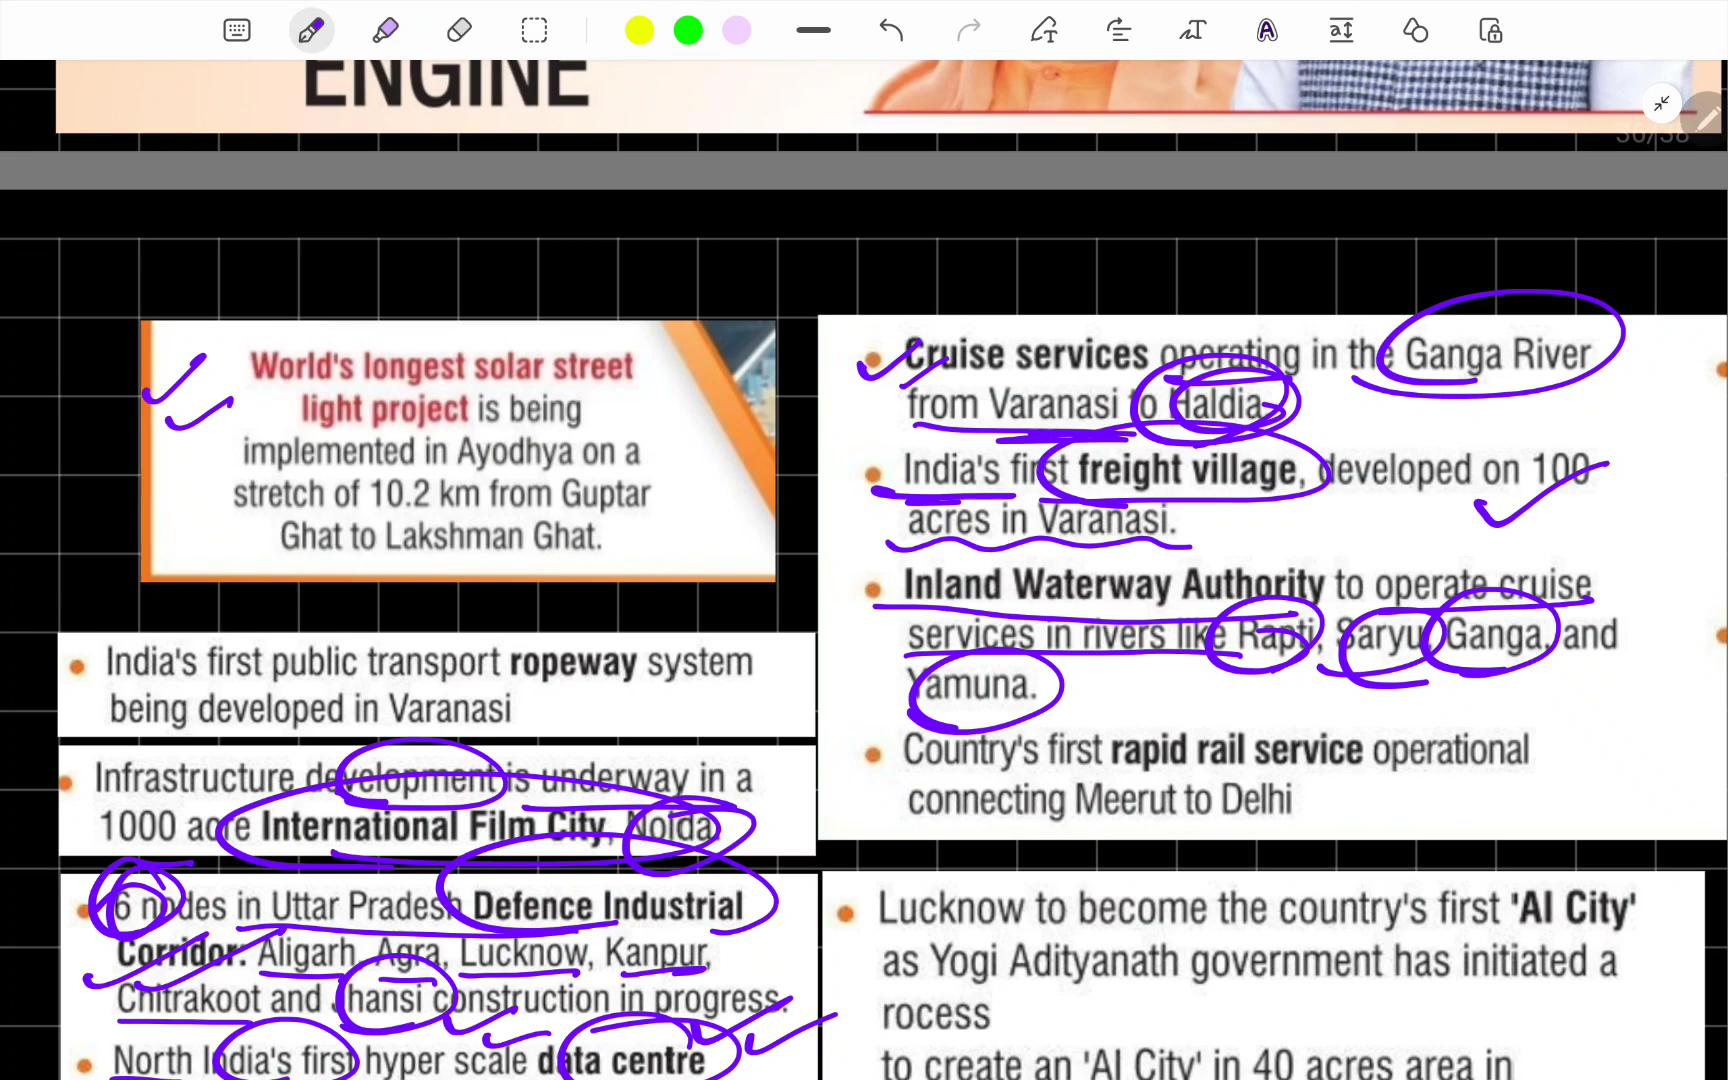 ENGINE
36/38
World's longest solar street
light project is being
implemented in Ayodhya on a
stretch of 10.2 km from Guptar
Ghat to Lakshman Ghat.
India's first public transport ropeway system
being developed in Varanasi
Infrastructure development is underway in a
1000 acre International Film City, Noida.
6 nodes in Uttar Pradesh Defence Industrial
Corridor: Aligarh, Agra, Lucknow, Kanpur,
Chitrakoot and Jhansi construction in progress.
North India's first hyper scale data centre
Cruise services operating in the Ganga River
from Varanasi to Haldia.
India's first freight village, developed on 100
acres in Varanasi.
Inland Waterway Authority to operate cruise
services in rivers like Rapti, Saryu, Ganga, and
Yamuna.
Country's first rapid rail service operational
connecting Meerut to Delhi
Lucknow to become the country's first 'AI City'
as Yogi Adityanath government has initiated a
rocess
to create an 'AI City' in 40 acres area in